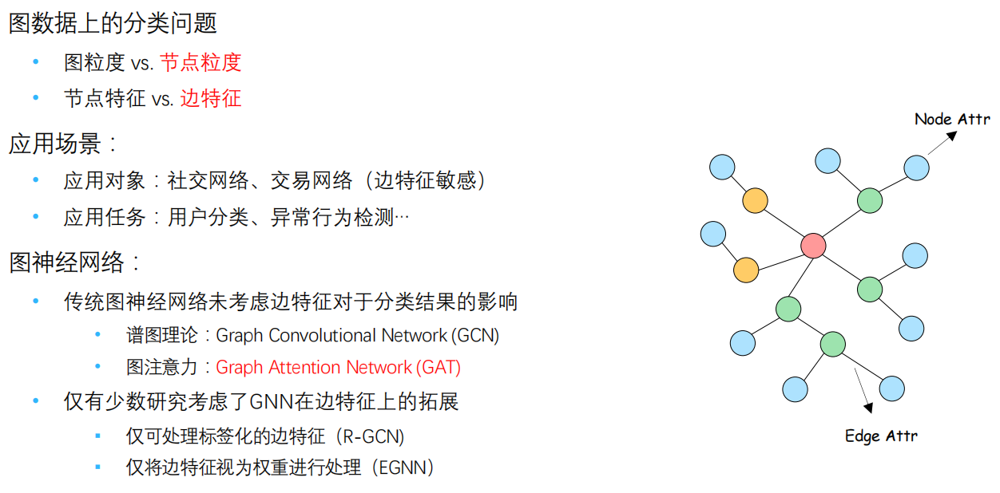 图数据上的分类问题
• 图粒度 vs. 节点粒度
• 节点特征 vs. 边特征
应用场景：
• 应用对象：社交网络、交易网络（边特征敏感）
• 应用任务：用户分类、异常行为检测…
图神经网络：
• 传统图神经网络未考虑边特征对于分类结果的影响
• 谱图理论：Graph Convolutional Network (GCN)
• 图注意力：Graph Attention Network (GAT)
• 仅有少数研究考虑了GNN在边特征上的拓展
▪ 仅可处理标签化的边特征（R-GCN)
▪ 仅将边特征视为权重进行处理（EGNN）
Node Attr
Edge Attr